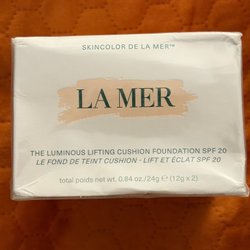 SKINCOLOR DE LA MER™
LA MER
THE LUMINOUS LIFTING CUSHION FOUNDATION SPF 20
LE FOND DE TEINT CUSHION - LIFT ET ÉCLAT SPF 20
total poids net wt. 0.84 oz./24g (12g x 2)